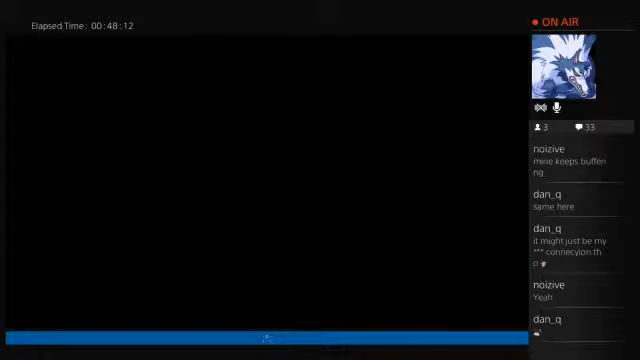 Elapsed Time: 00:48:12
ON AIR
3
33
noizive
mine keeps bufferi
ng
dan_q
same here
dan_q
it might just be my
*** connecyion th
o
noizive
Yeah
dan_q